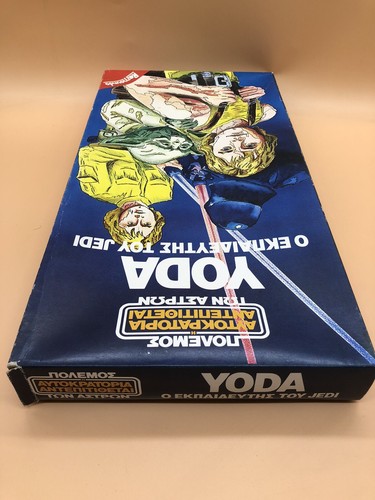 ΠΟΛΕΜΟΣ
Η
ΑΥΤΟΚΡΑΤΟΡΙΑ
ΑΝΤΕΠΙΤΙΘΕΤΑΙ
ΤΩΝ ΑΣΤΡΩΝ
YODA
Ο ΕΚΠΑΙΔΕΥΤΗΣ ΤΟΥ JEDI
ΠΟΛΕΜΟΣ
ΑΥΤΟΚΡΑΤΟΡΙΑ
ΑΝΤΕΠΙΤΙΘΕΤΑΙ
ΤΩΝ ΑΣΤΡΩΝ
YODA
Ο ΕΚΠΑΙΔΕΥΤΗΣ ΤΟΥ JEDI